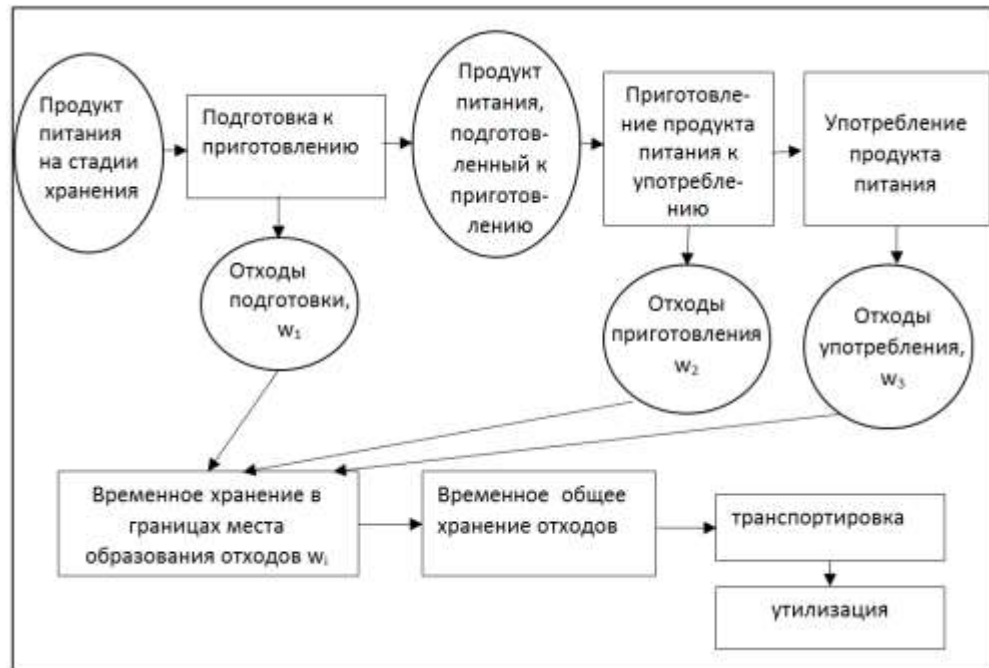 Продукт
питания
на стадии
хранения
Подготовка к
приготовлению
Продукт
питания,
подготов-
ленный к
приготов-
лению
Приготовле-
ние продукта
питания к
употребле-
нию
Употребление
продукта
питания
Отходы
подготовки,
w₁
Отходы
приготовления
w₂
Отходы
употребления,
w₃
Временное хранение в
границах места
образования отходов wᵢ
Временное общее
хранение отходов
транспортировка
утилизация